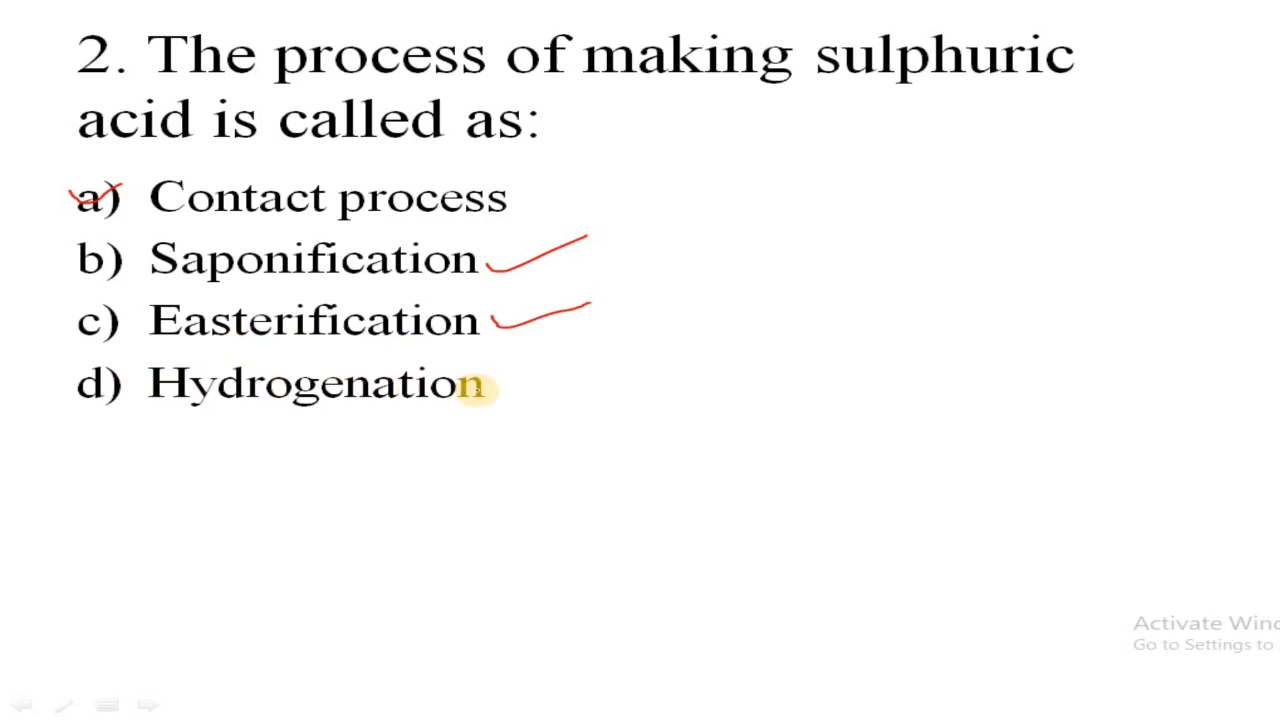 2. The process of making sulphuric
acid is called as:
a) Contact process
b) Saponification
c) Easterification
d) Hydrogenation
Activate Winc
Go to Settings to